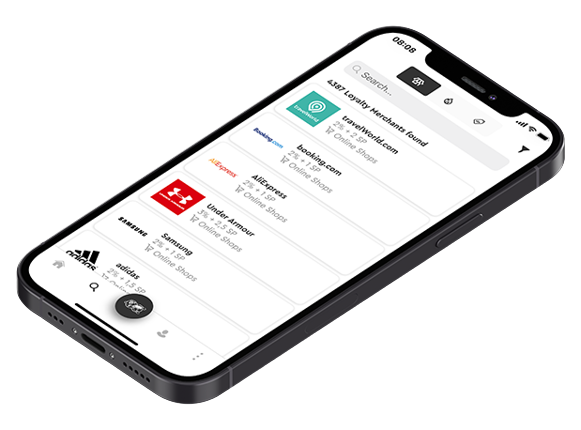 08:08
Search...
4387 Loyalty Merchants found
travelworld
travelWorld.com
2% + 2 SP
Online Shops
Booking.com
booking.com
2% + 1 SP
Online Shops
AliExpress
AliExpress
2% + 1 SP
Online Shops
Under Armour
3% + 2,5 SP
Online Shops
SAMSUNG
Samsung
2% + 1 SP
Online Shops
adidas
adidas
2% + 1,5 SP